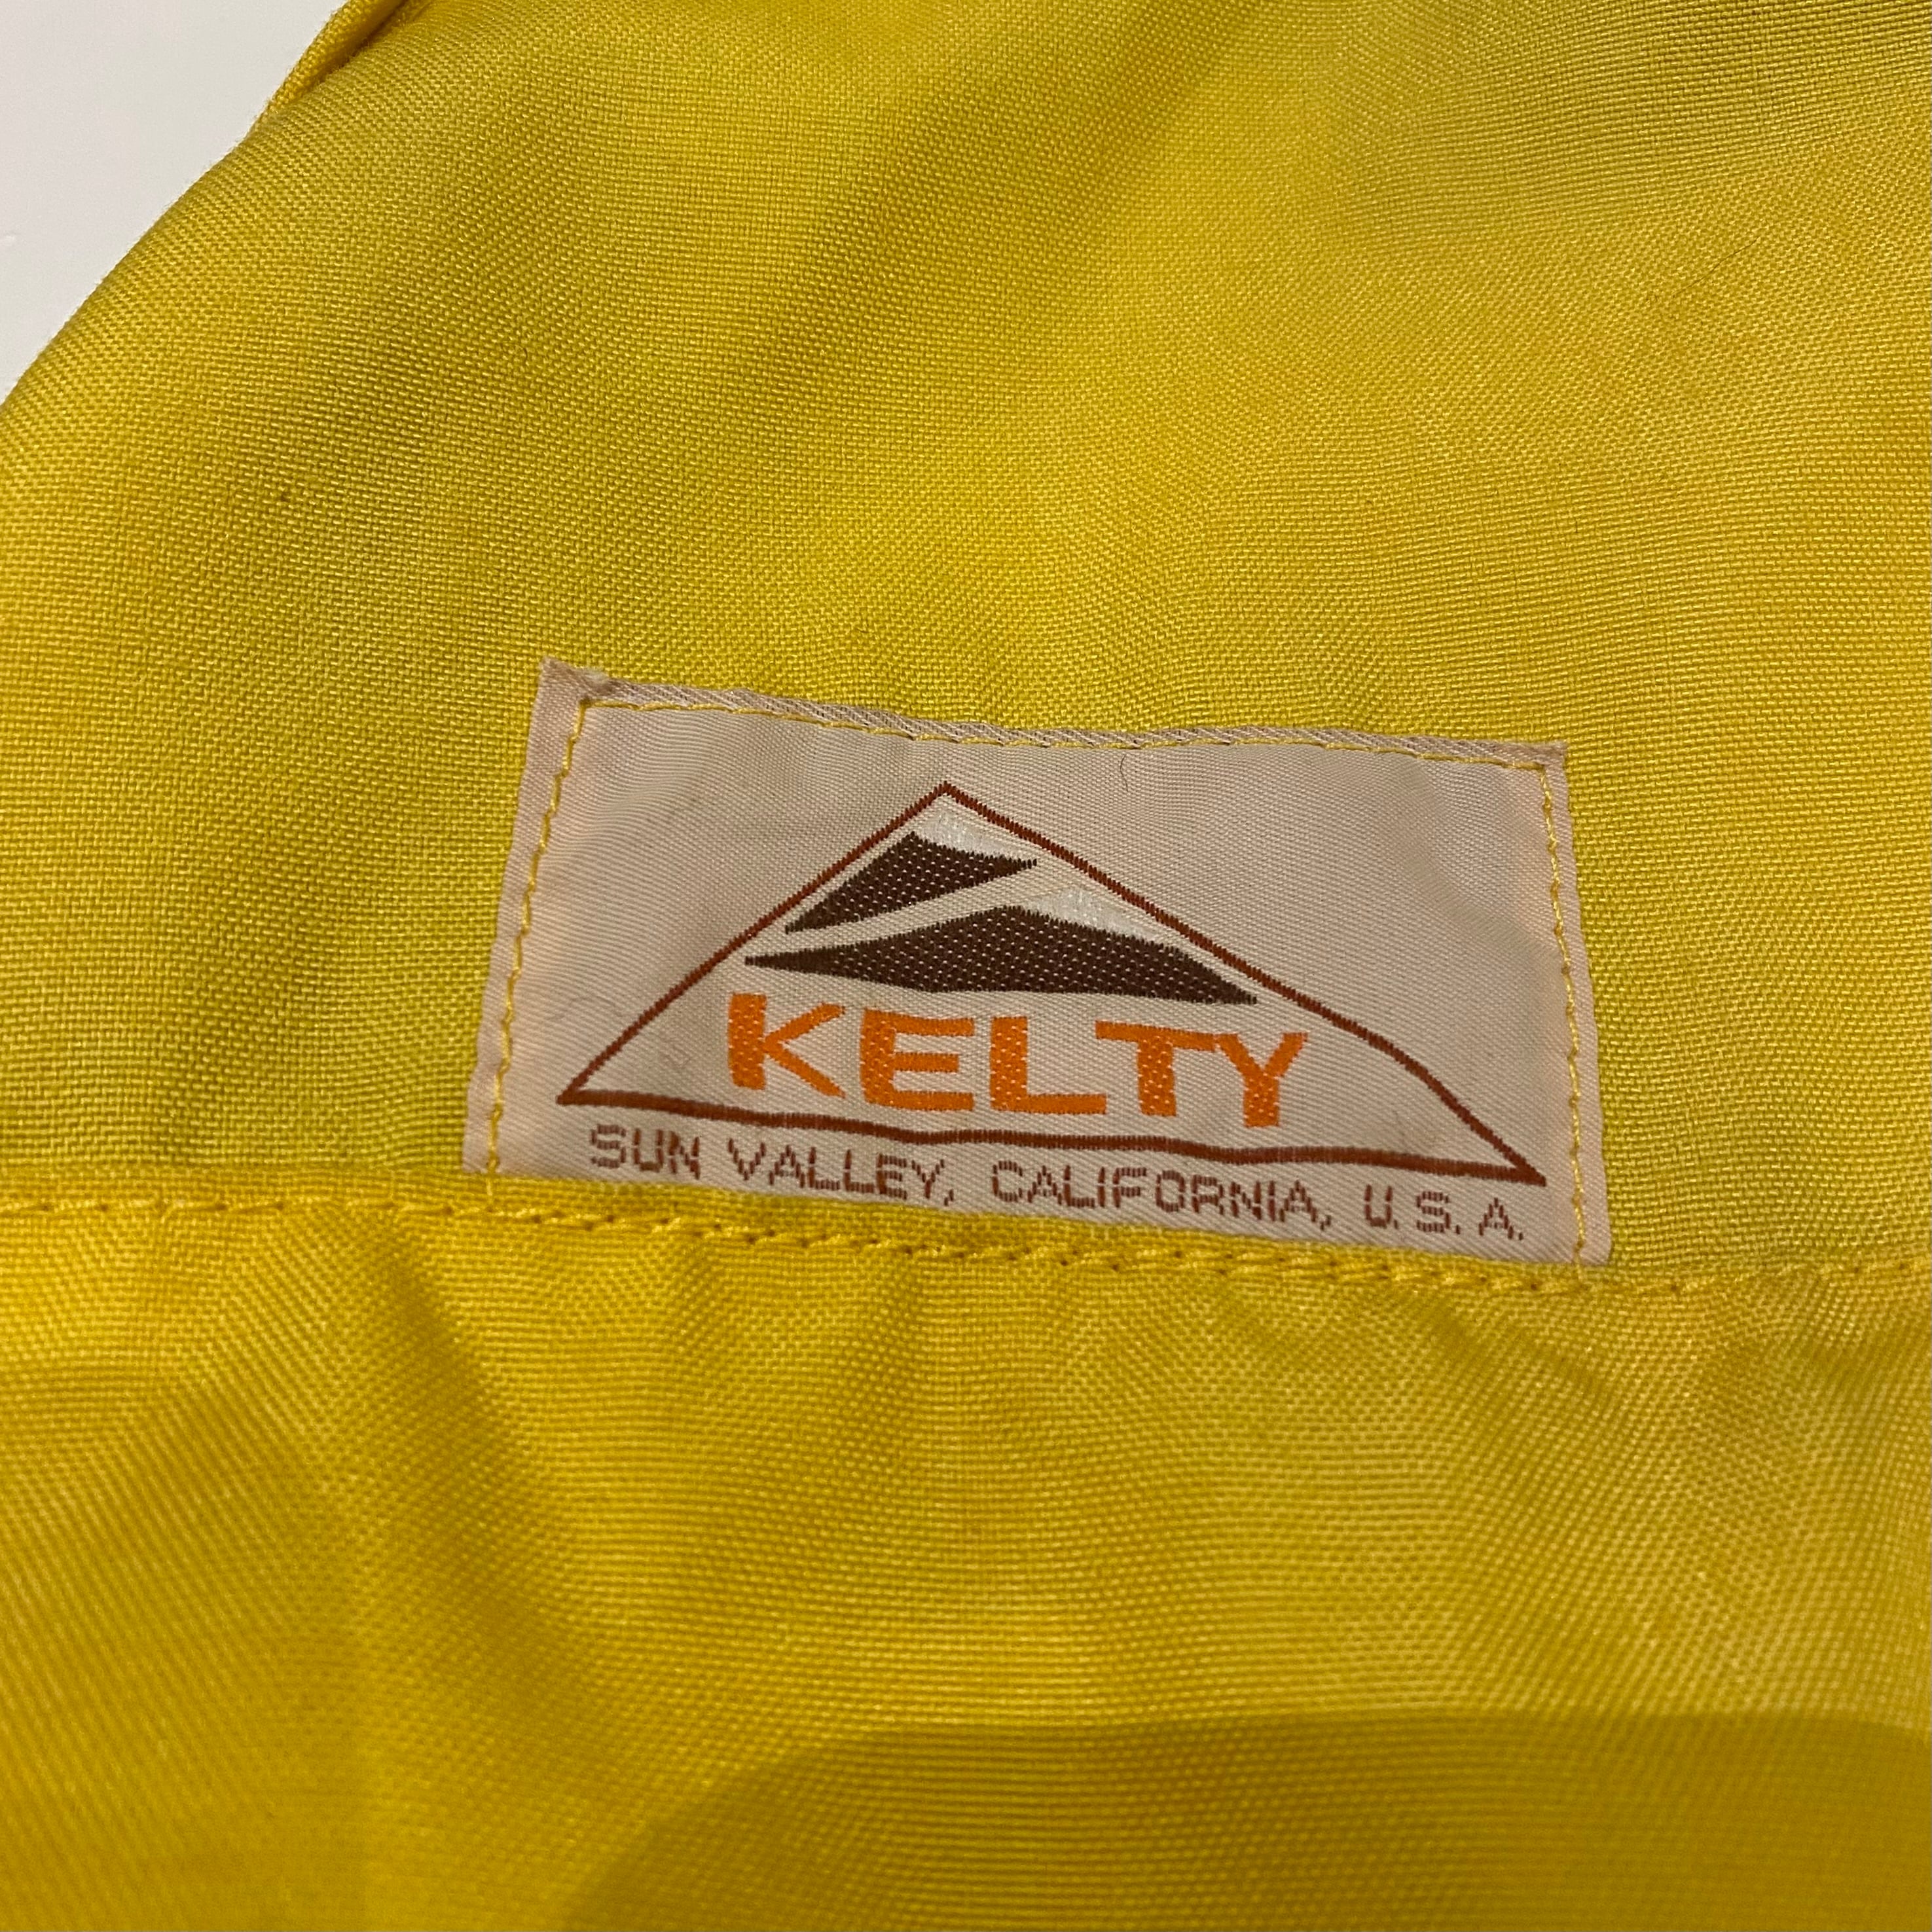 KELTY
SUN VALLEY, CALIFORNIA, U.S.A.